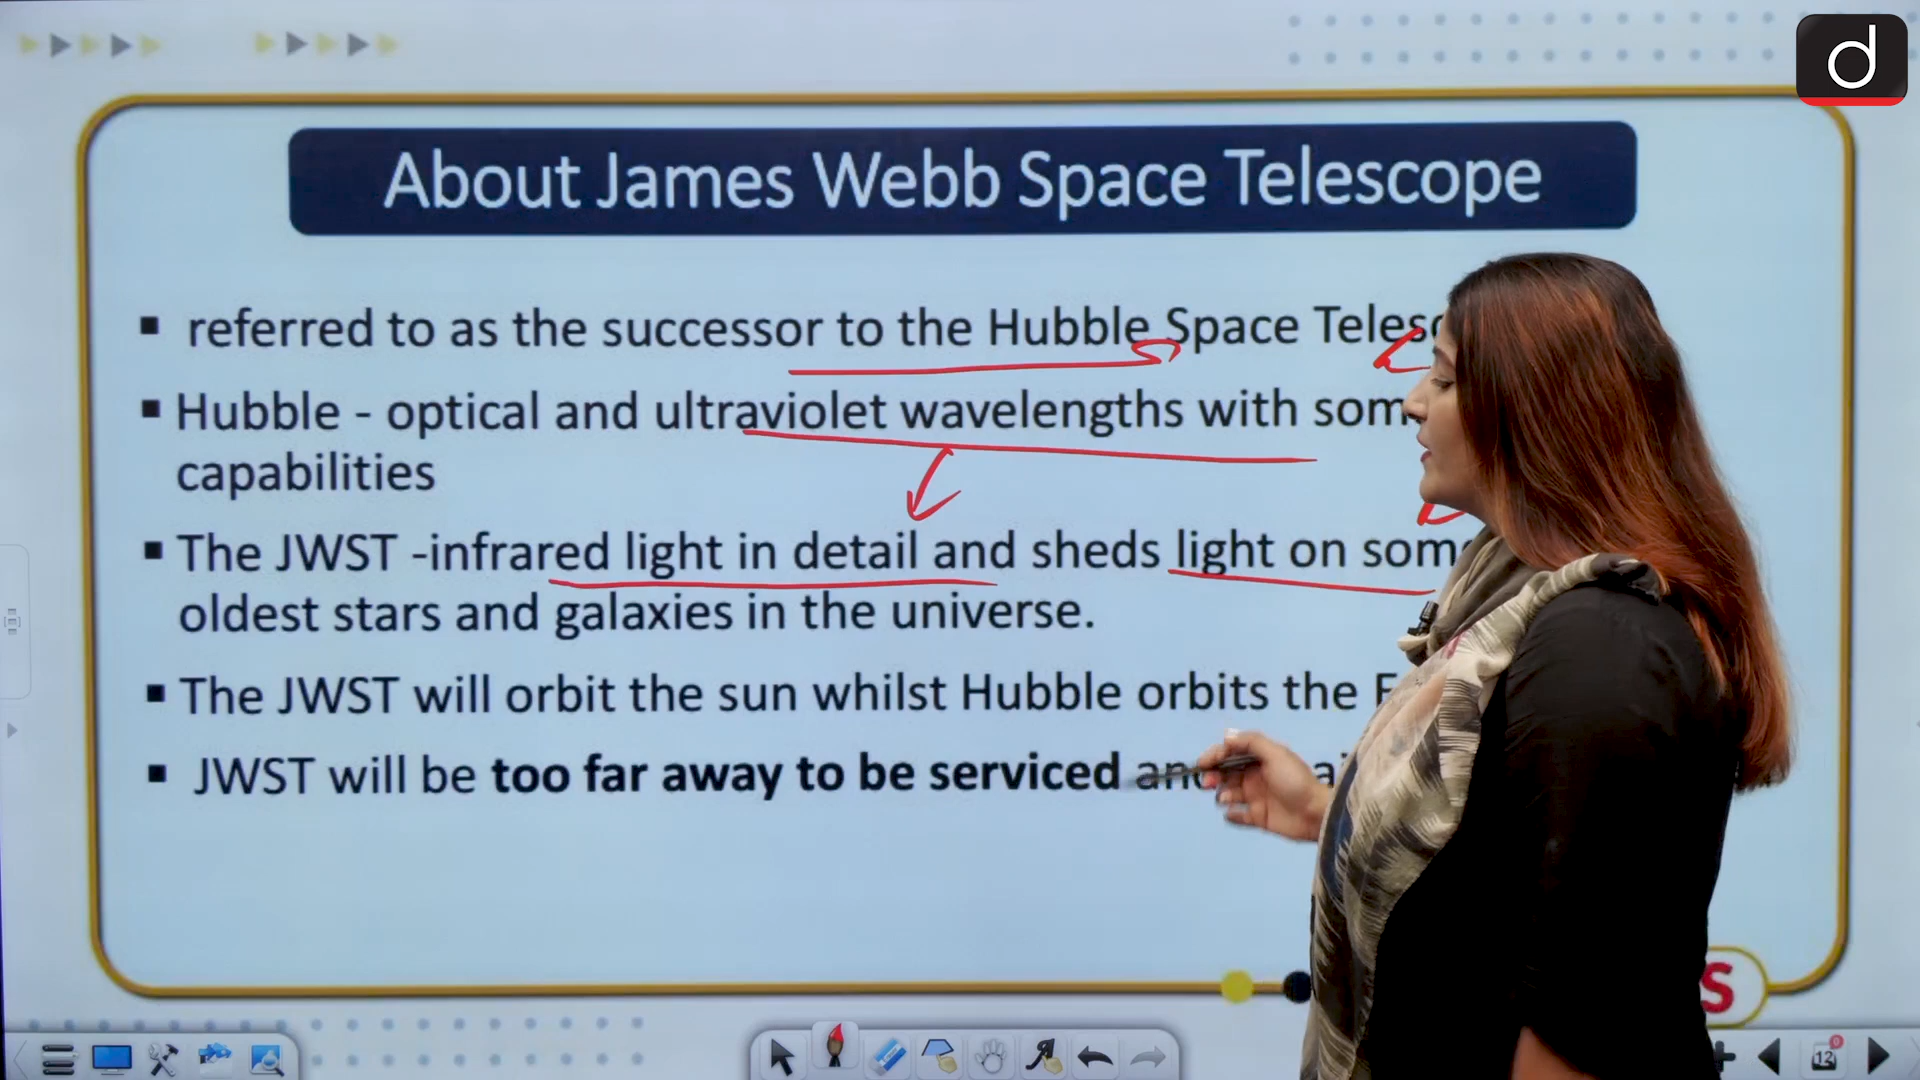 d
About James Webb Space Telescope
▪ referred to as the successor to the Hubble Space
▪ Hubble - optical and ultraviolet wavelengths with
capabilities
▪ The JWST -infrared light in detail and sheds light on
oldest stars and galaxies in the universe.
▪ The JWST will orbit the sun whilst Hubble orbits the
▪ JWST will be too far away to be serviced
S
12
0